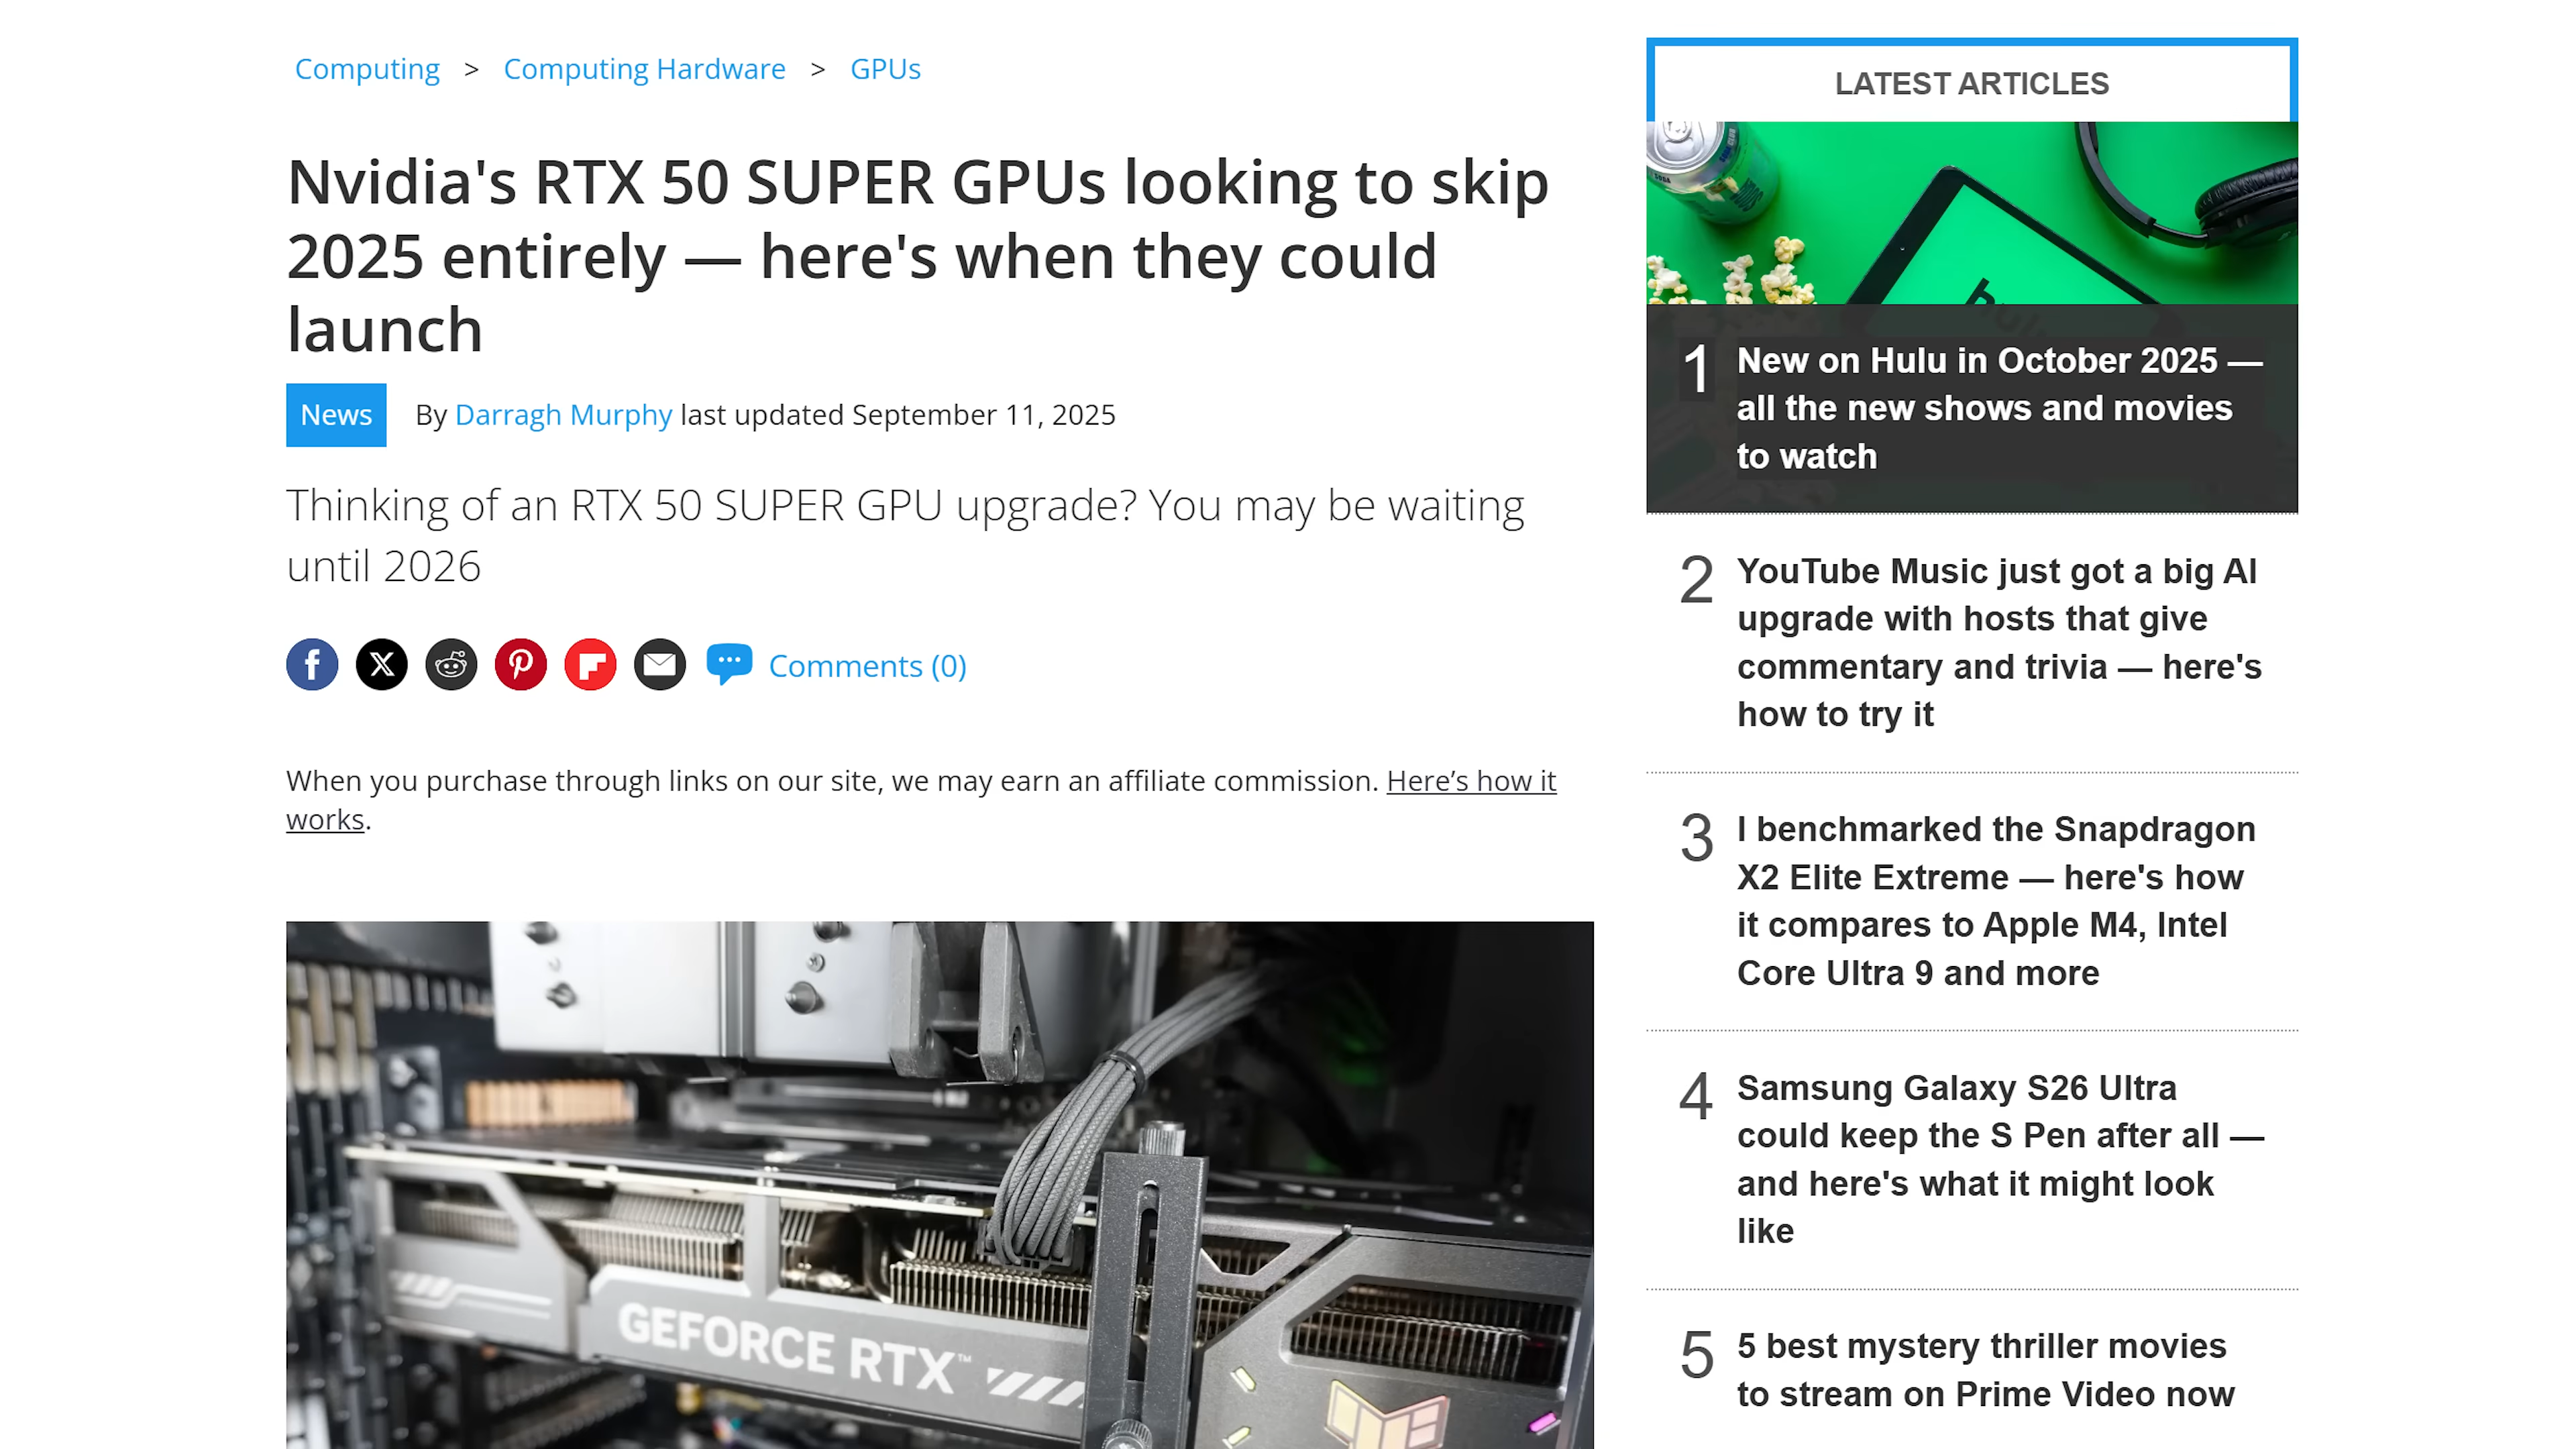 Computing > Computing Hardware > GPUs
Nvidia's RTX 50 SUPER GPUs looking to skip
2025 entirely — here's when they could
launch
News
By Darragh Murphy last updated September 11, 2025
Thinking of an RTX 50 SUPER GPU upgrade? You may be waiting
until 2026
Comments (0)
When you purchase through links on our site, we may earn an affiliate commission. Here’s how it
works.
GEFORCE RTX™
LATEST ARTICLES
hulu
1
New on Hulu in October 2025 —
all the new shows and movies
to watch
2
YouTube Music just got a big AI
upgrade with hosts that give
commentary and trivia — here's
how to try it
3
I benchmarked the Snapdragon
X2 Elite Extreme — here's how
it compares to Apple M4, Intel
Core Ultra 9 and more
4
Samsung Galaxy S26 Ultra
could keep the S Pen after all —
and here's what it might look
like
5
5 best mystery thriller movies
to stream on Prime Video now